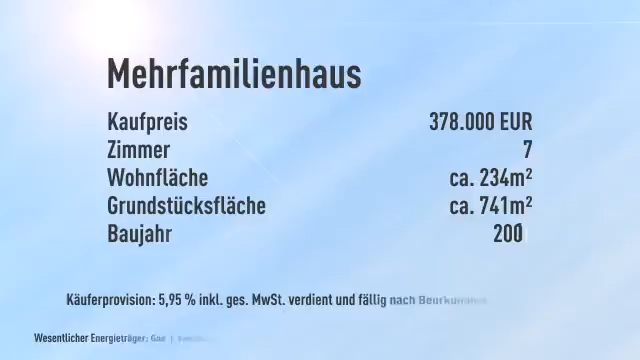 Mehrfamilienhaus
Kaufpreis 378.000 EUR
Zimmer 7
Wohnfläche ca. 234m²
Grundstücksfläche ca. 741m²
Baujahr 200
Käuferprovision: 5,95 % inkl. ges. MwSt. verdient und fällig nach
Wesentlicher Energieträger: Gas |